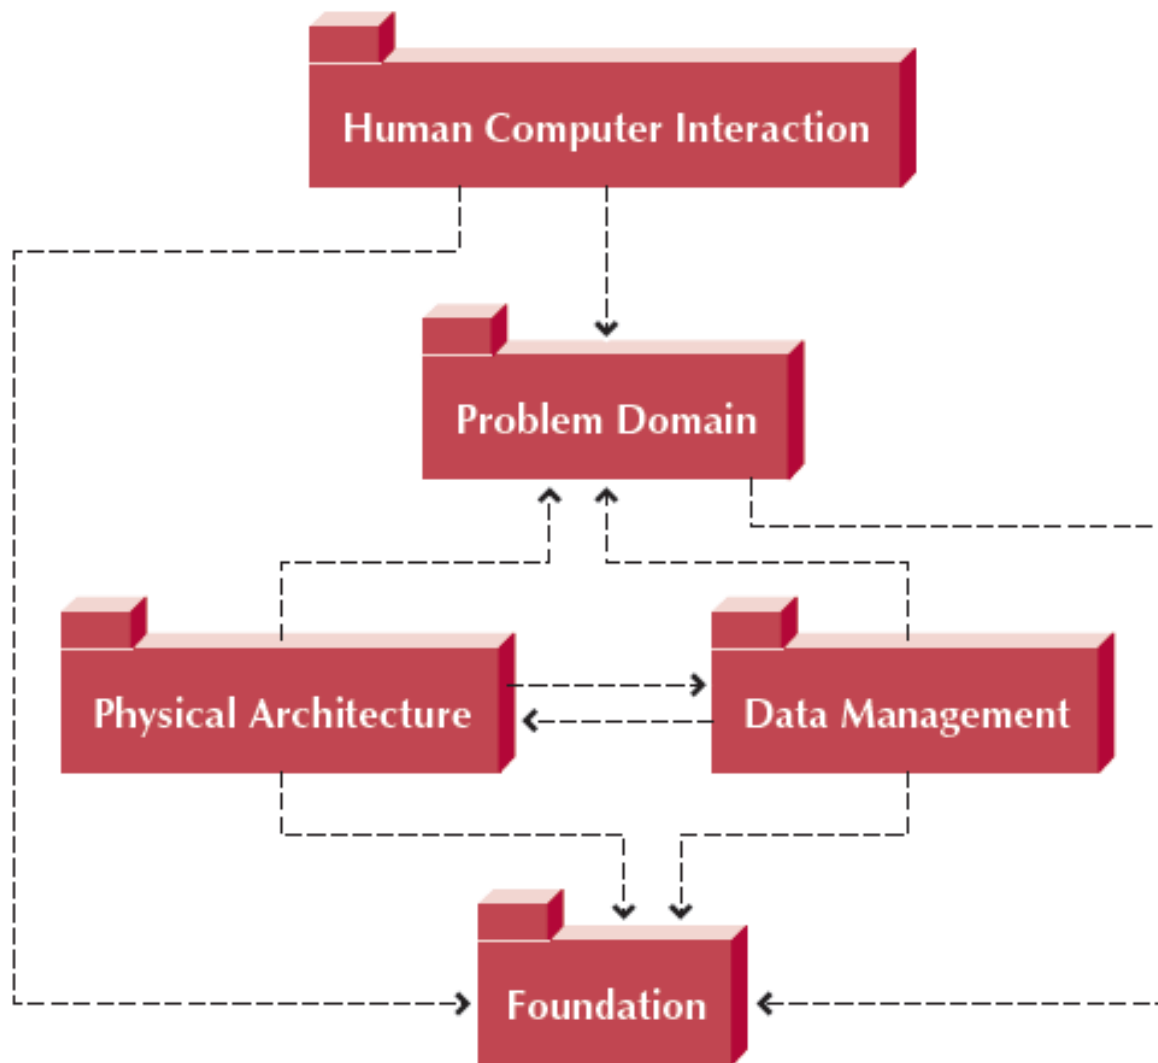 Human Computer Interaction
Problem Domain
Physical Architecture
Data Management
Foundation